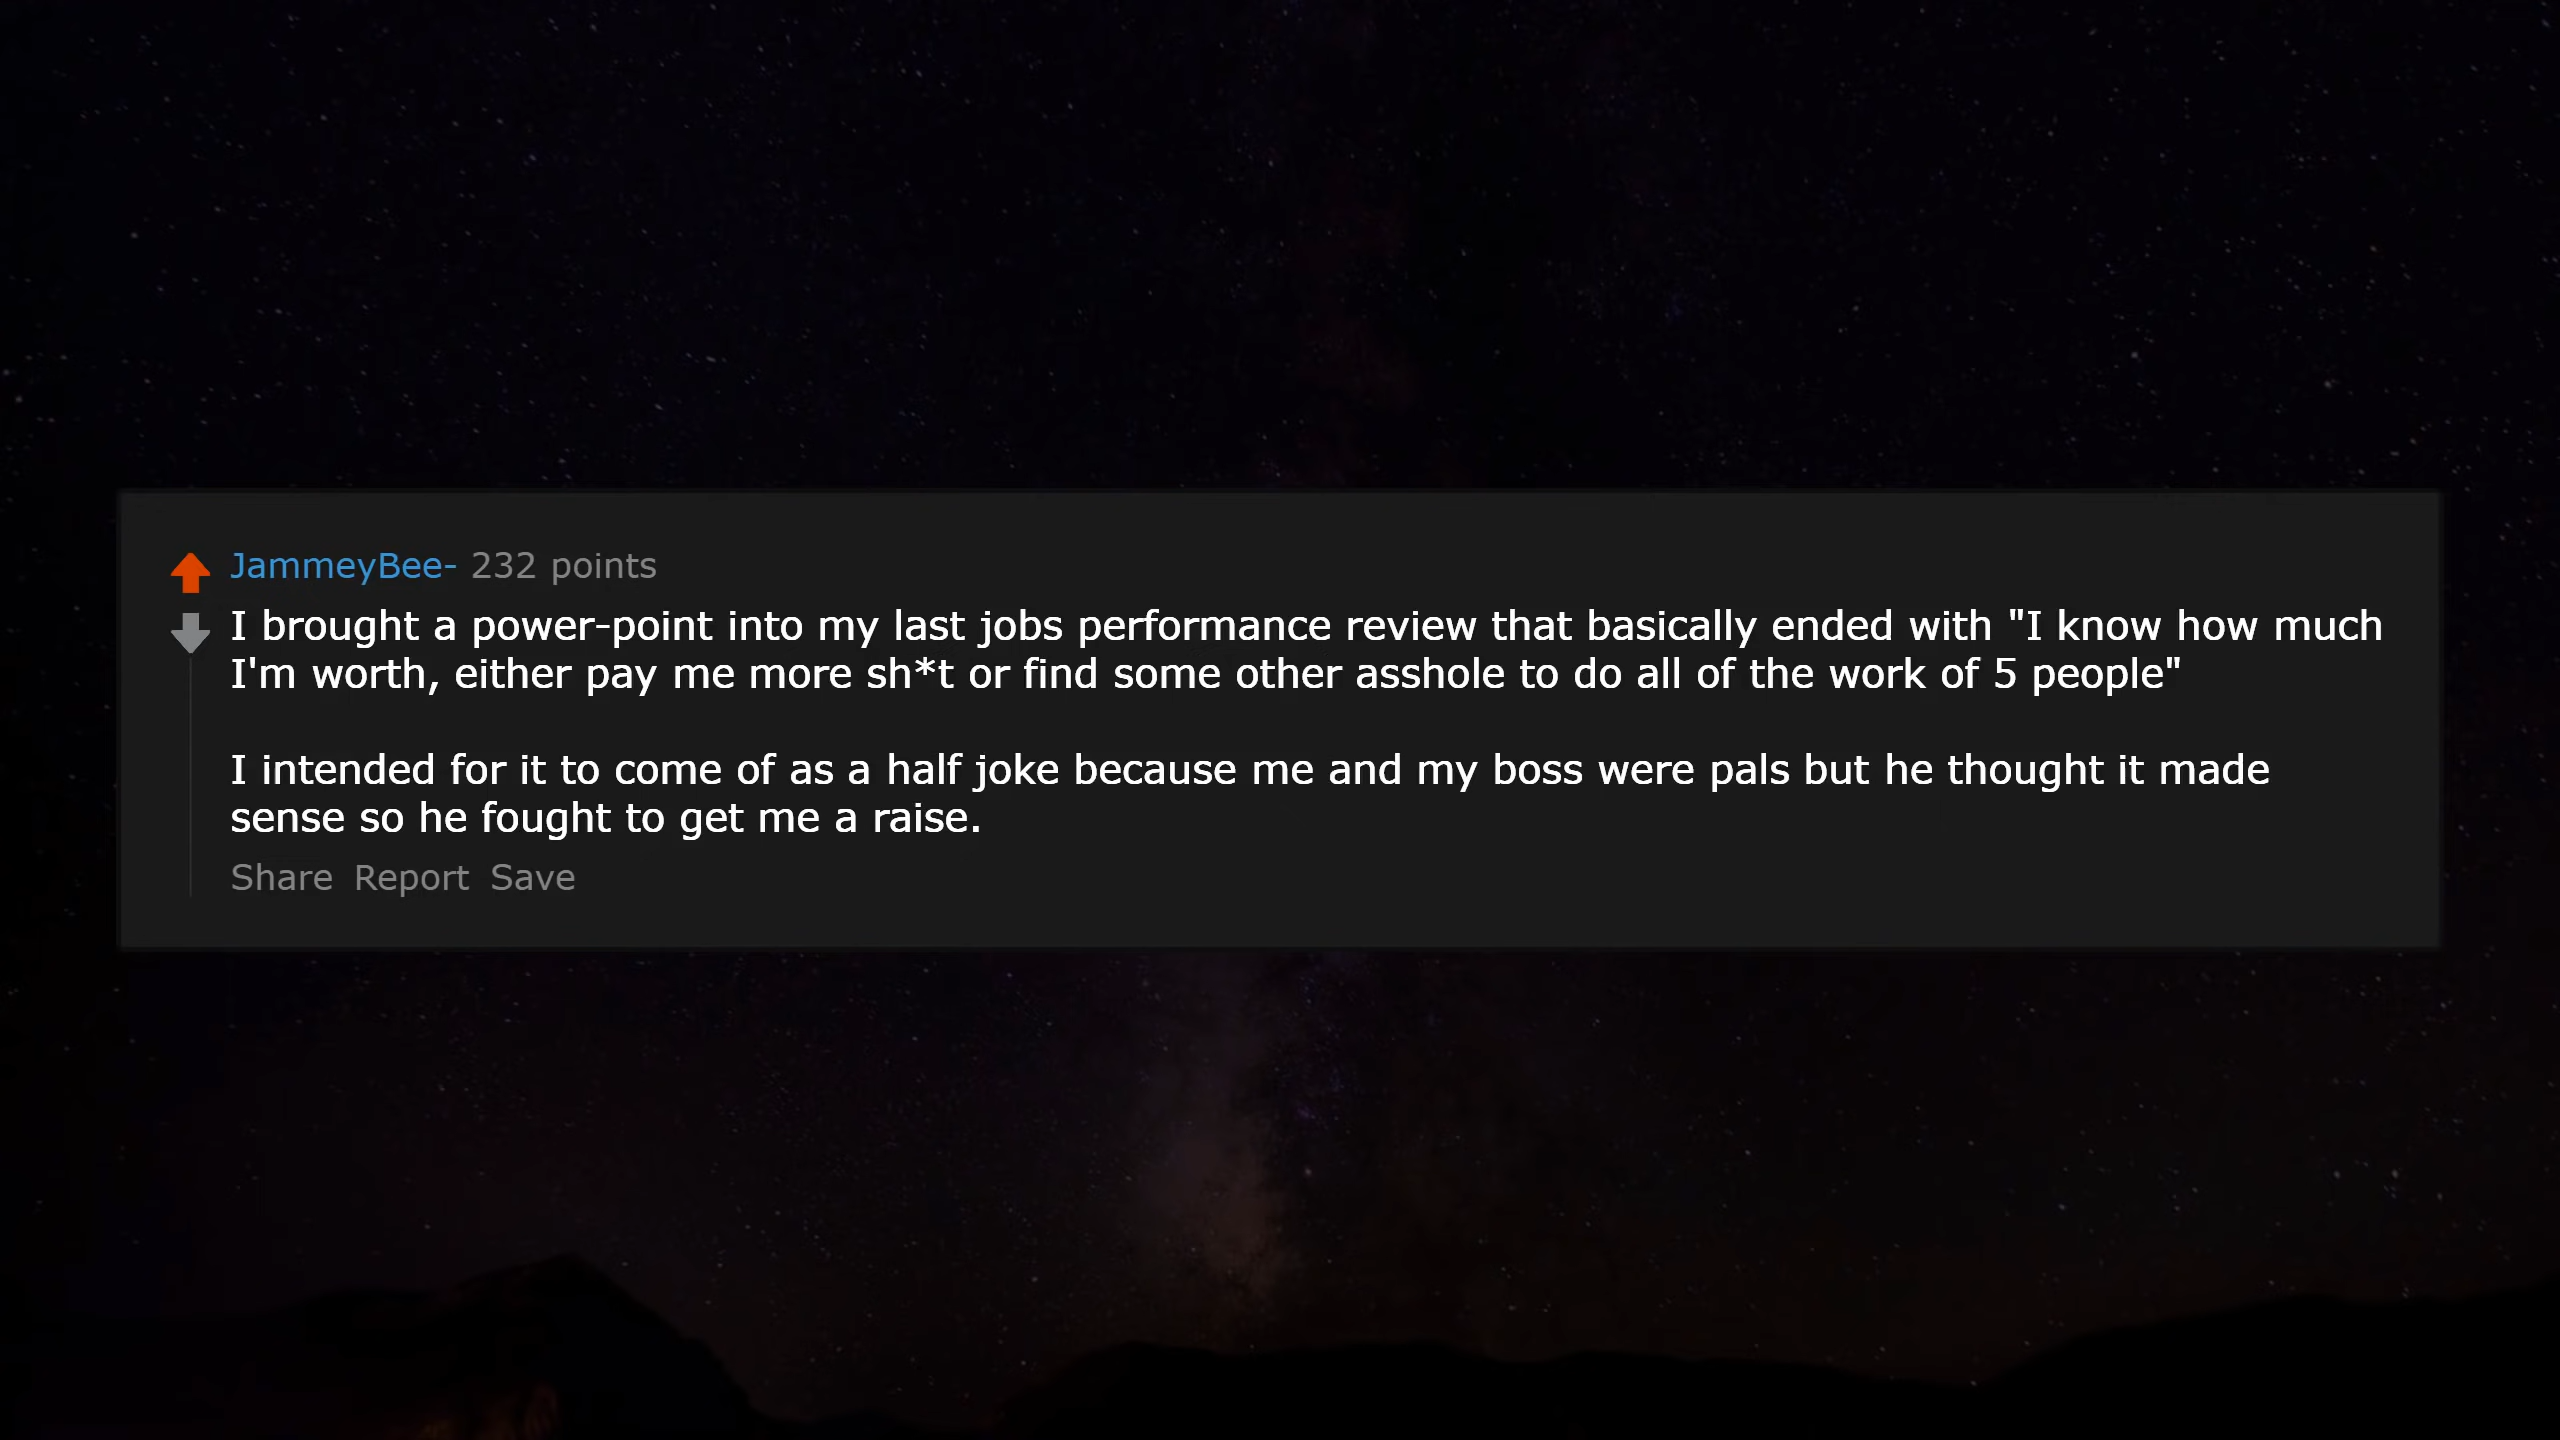 JammeyBee- 232 points
I brought a power-point into my last jobs performance review that basically ended with "I know how much
I'm worth, either pay me more sh*t or find some other asshole to do all of the work of 5 people"
I intended for it to come of as a half joke because me and my boss were pals but he thought it made
sense so he fought to get me a raise.
Share Report Save